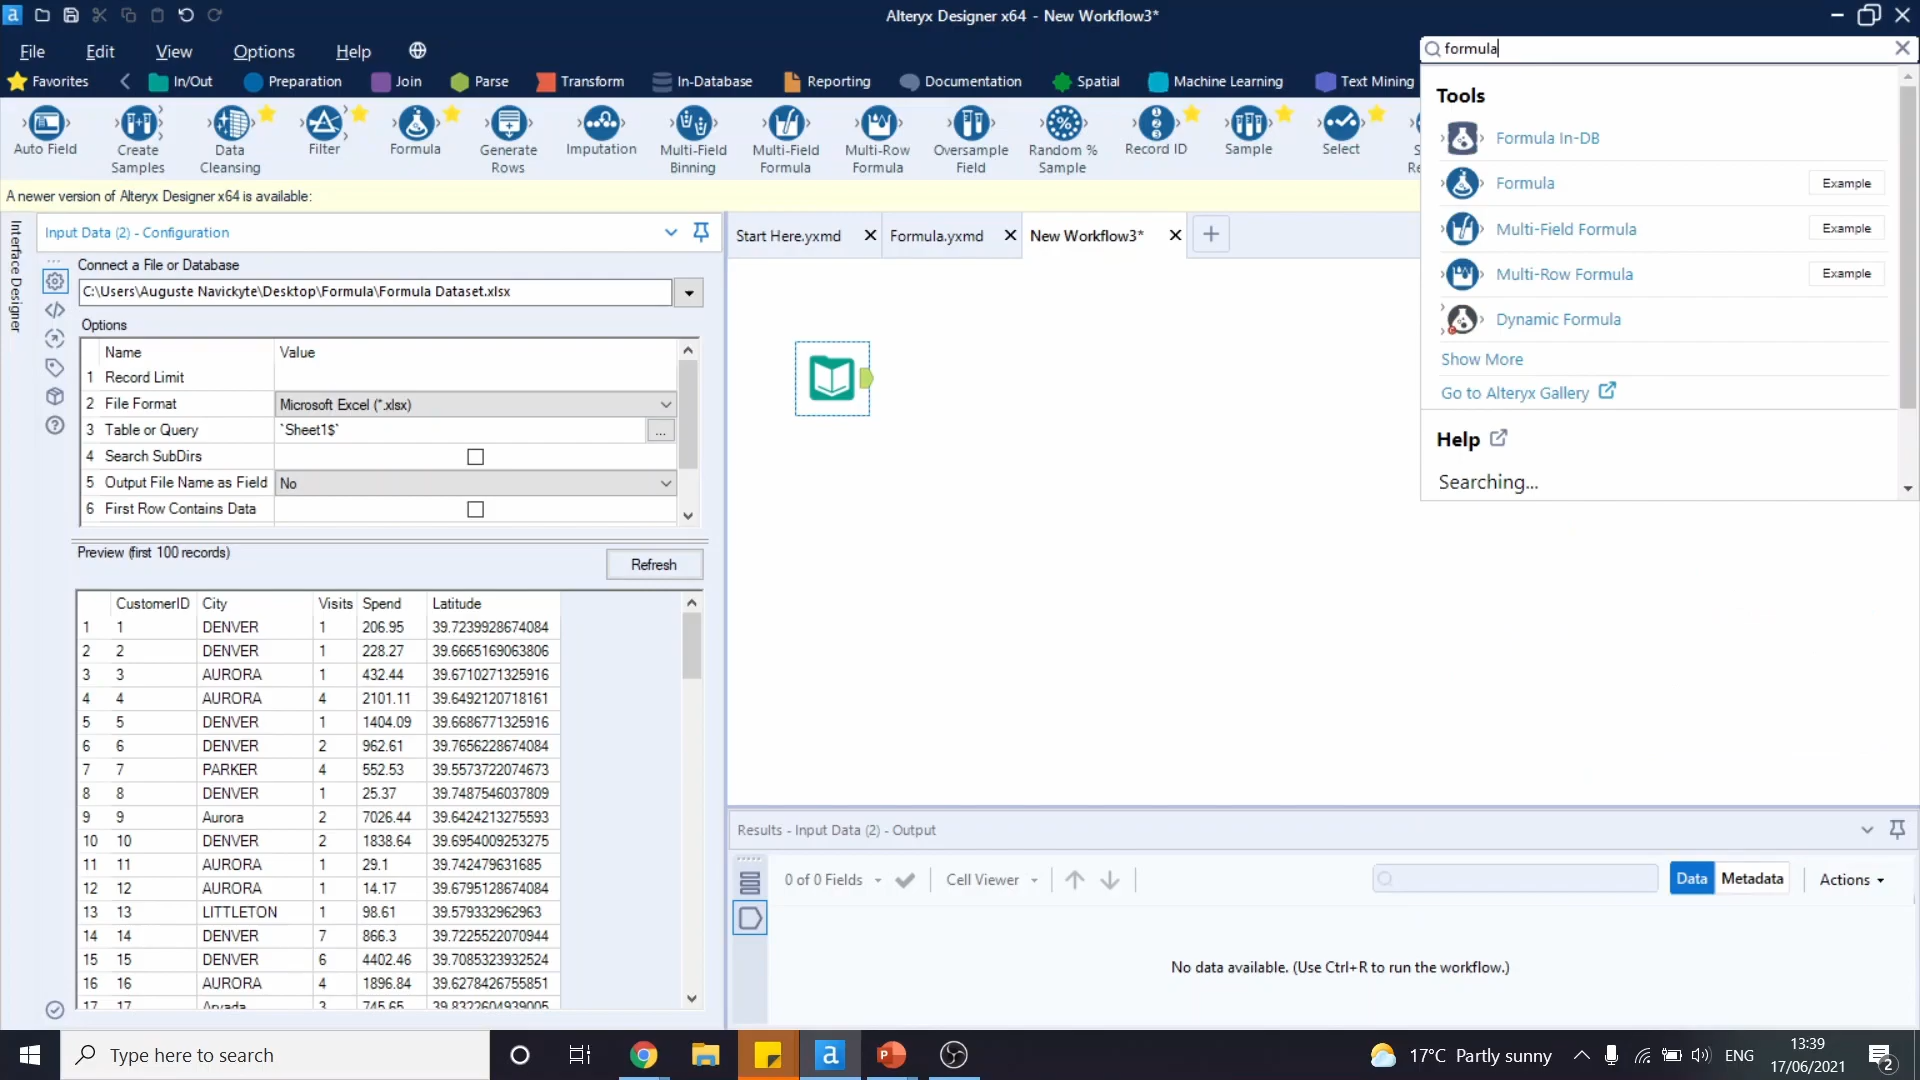 Alteryx Designer x64 - New Workflow3*
File Edit View Options Help
formula
Favorites In/Out Preparation Join Parse Transform In-Database Reporting Documentation Spatial Machine Learning Text Mining
Auto Field
Create Samples
Data Cleansing
Filter
Formula
Generate Rows
Imputation
Multi-Field Binning
Multi-Field Formula
Multi-Row Formula
Oversample Field
Random % Sample
Record ID
Sample
Select
A newer version of Alteryx Designer x64 is available:
Interface Designer
Input Data (2) - Configuration
Connect a File or Database
C:\Users\Auguste Navickyte\Desktop\Formula\Formula Dataset.xlsx
Options
Name Value
1 Record Limit
2 File Format Microsoft Excel (*.xlsx)
3 Table or Query `Sheet1$` ...
4 Search SubDirs
5 Output File Name as Field No
6 First Row Contains Data
Preview (first 100 records)
Refresh
CustomerID City Visits Spend Latitude
1 1 DENVER 1 206.95 39.7239928674084
2 2 DENVER 1 228.27 39.6665169063806
3 3 AURORA 1 432.44 39.6710271325916
4 4 AURORA 4 2101.11 39.6492120718161
5 5 DENVER 1 1404.09 39.6686771325916
6 6 DENVER 2 962.61 39.7656228674084
7 7 PARKER 4 552.53 39.5573722074673
8 8 DENVER 1 25.37 39.7487546037809
9 9 Aurora 2 7026.44 39.6424213275593
10 10 DENVER 2 1838.64 39.6954009253275
11 11 AURORA 1 29.1 39.742479631685
12 12 AURORA 1 14.17 39.6795128674084
13 13 LITTLETON 1 98.61 39.579332962963
14 14 DENVER 7 866.3 39.7225522070944
15 15 DENVER 6 4402.46 39.7085323932524
16 16 AURORA 4 1896.84 39.6278426755851
17 17 Arvada 3 745.65 39.8322604939005
Start Here.yxmd Formula.yxmd New Workflow3*
Tools
Formula In-DB
Formula Example
Multi-Field Formula Example
Multi-Row Formula Example
Dynamic Formula
Show More
Go to Alteryx Gallery
Help
Searching...
Results - Input Data (2) - Output
0 of 0 Fields Cell Viewer Data Metadata Actions
No data available. (Use Ctrl+R to run the workflow.)
Type here to search
17°C Partly sunny ENG
13:39
17/06/2021
2